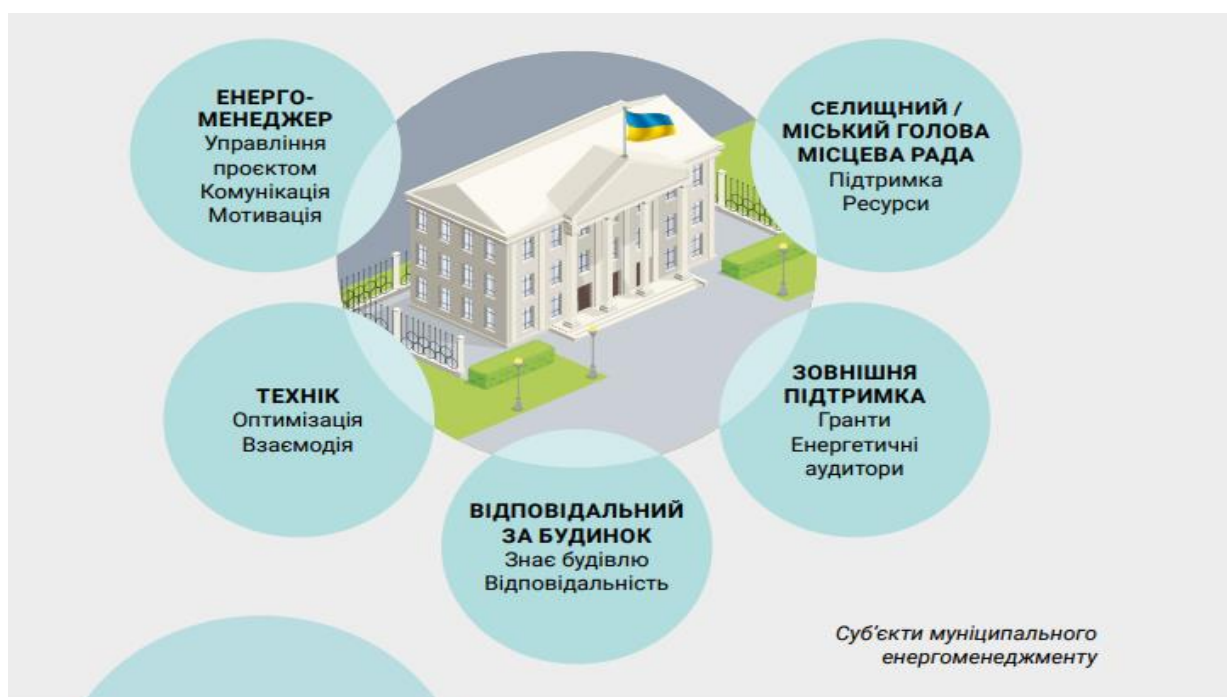 ЕНЕРГО-
МЕНЕДЖЕР
Управління
проєктом
Комунікація
Мотивація
СЕЛИЩНИЙ /
МІСЬКИЙ ГОЛОВА
МІСЦЕВА РАДА
Підтримка
Ресурси
ТЕХНІК
Оптимізація
Взаємодія
ЗОВНІШНЯ
ПІДТРИМКА
Гранти
Енергетичні
аудитори
ВІДПОВІДАЛЬНИЙ
ЗА БУДИНОК
Знає будівлю
Відповідальність
Суб’єкти муніципального
енергоменеджменту